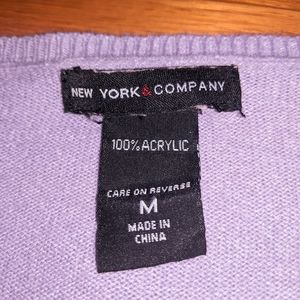 NEW YORK & COMPANY
100% ACRYLIC
CARE ON REVERSE
M
MADE IN
CHINA